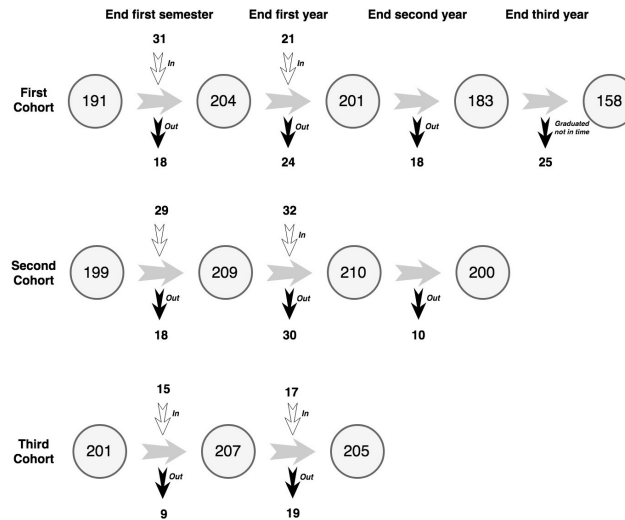 End first semester End first year End second year End third year
31 21
In In
First Cohort 191 204 201 183 158
Out Out Out Graduated not in time
18 24 18 25
29 32
In
Second Cohort 199 209 210 200
Out Out Out
18 30 10
15 17
In In
Third Cohort 201 207 205
Out Out
9 19